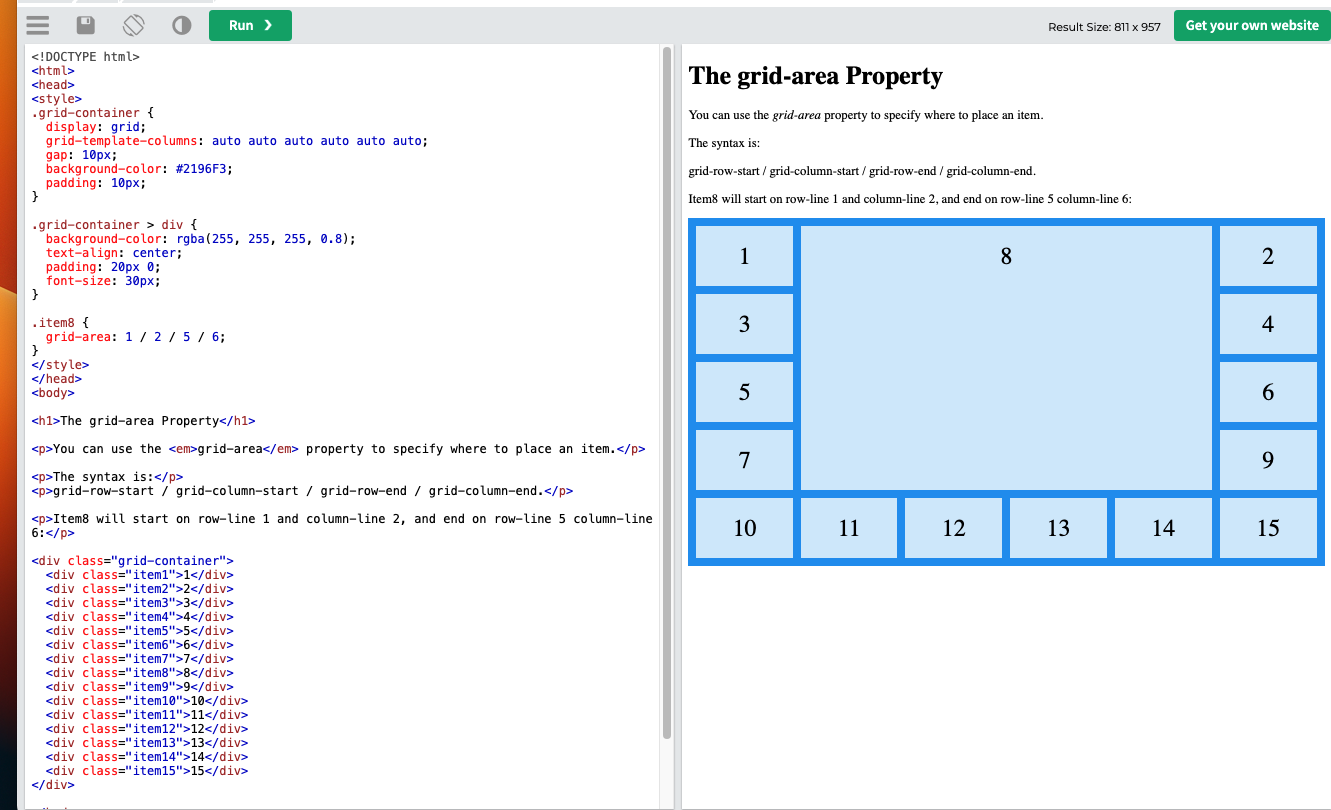 Run ❯
Result Size: 811 x 957
Get your own website
<!DOCTYPE html>
<html>
<head>
<style>
.grid-container {
  display: grid;
  grid-template-columns: auto auto auto auto auto auto;
  gap: 10px;
  background-color: #2196F3;
  padding: 10px;
}

.grid-container > div {
  background-color: rgba(255, 255, 255, 0.8);
  text-align: center;
  padding: 20px 0;
  font-size: 30px;
}

.item8 {
  grid-area: 1 / 2 / 5 / 6;
}
</style>
</head>
<body>

<h1>The grid-area Property</h1>

<p>You can use the <em>grid-area</em> property to specify where to place an item.</p>

<p>The syntax is:</p>
<p>grid-row-start / grid-column-start / grid-row-end / grid-column-end.</p>

<p>Item8 will start on row-line 1 and column-line 2, and end on row-line 5 column-line
6:</p>

<div class="grid-container">
  <div class="item1">1</div>
  <div class="item2">2</div>
  <div class="item3">3</div>
  <div class="item4">4</div>
  <div class="item5">5</div>
  <div class="item6">6</div>
  <div class="item7">7</div>
  <div class="item8">8</div>
  <div class="item9">9</div>
  <div class="item10">10</div>
  <div class="item11">11</div>
  <div class="item12">12</div>
  <div class="item13">13</div>
  <div class="item14">14</div>
  <div class="item15">15</div>
</div>
The grid-area Property
You can use the grid-area property to specify where to place an item.
The syntax is:
grid-row-start / grid-column-start / grid-row-end / grid-column-end.
Item8 will start on row-line 1 and column-line 2, and end on row-line 5 column-line 6:
1 8 2
3 4
5 6
7 9
10 11 12 13 14 15